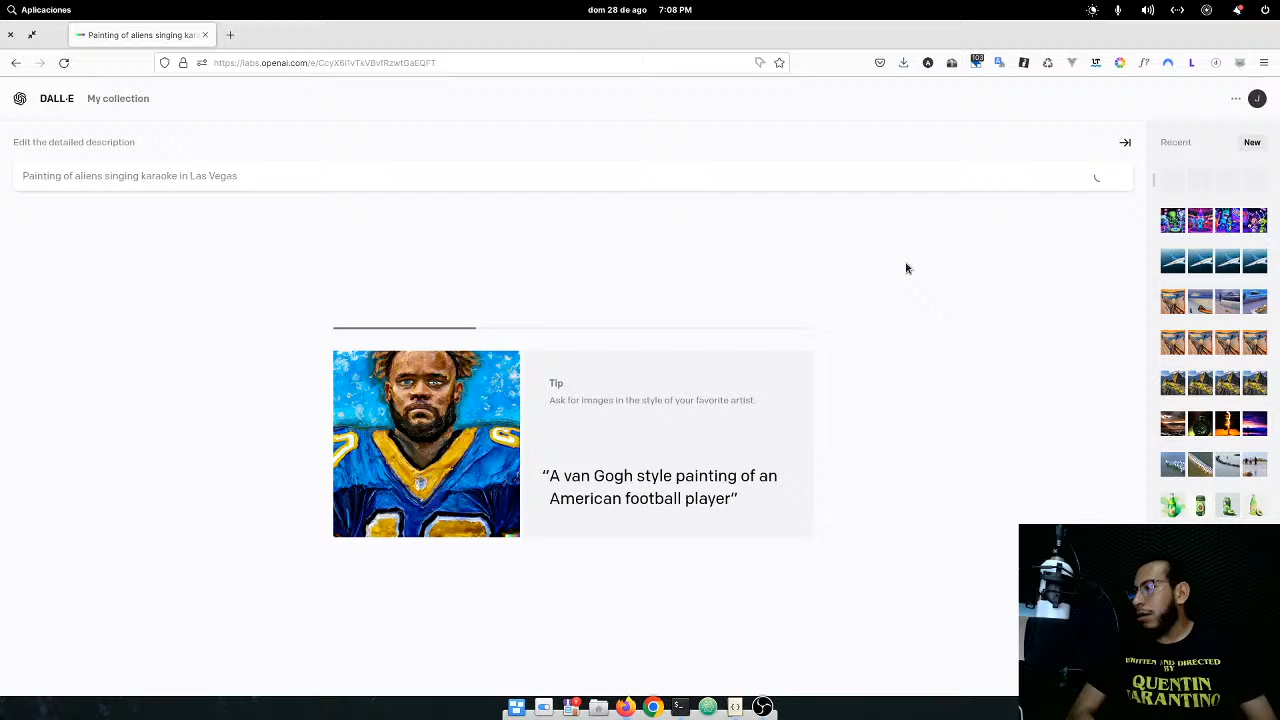 Aplicaciones
dom 28 de ago 7:08 PM
Painting of aliens singing kar
https://labs.openai.com/e/CcyX6i1vTkVBvfRzwtGaEQFT
103
DALL·E My collection
J
Edit the detailed description
Recent New
Painting of aliens singing karaoke in Las Vegas
Tip
Ask for images in the style of your favorite artist.
“A van Gogh style painting of an
American football player”
WRITTEN AND DIRECTED
BY
QUENTIN
TARANTINO